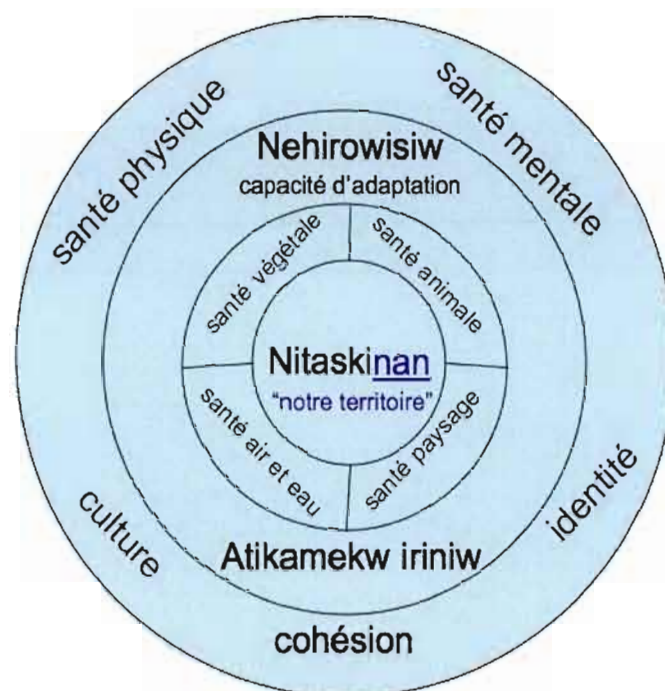 santé physique
santé mentale
Nehirowisiw
capacité d'adaptation
santé végétale
santé animale
Nitaskinan
"notre territoire"
santé air et eau
santé paysage
culture
identité
Atikamekw iriniw
cohésion